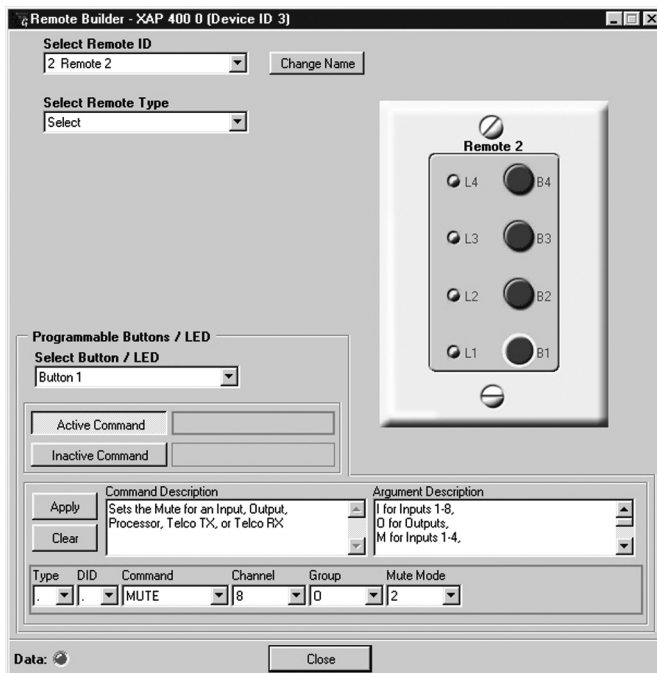 Remote Builder - XAP 400 0 (Device ID 3)
Select Remote ID
2 Remote 2
Change Name
Select Remote Type
Select
Remote 2
L4 B4
L3 B3
L2 B2
L1 B1
Programmable Buttons / LED
Select Button / LED
Button 1
Active Command
Inactive Command
Apply
Clear
Command Description
Sets the Mute for an Input, Output,
Processor, Telco TX, or Telco RX
Argument Description
I for Inputs 1-8,
O for Outputs,
M for Inputs 1-4,
Type DID Command Channel Group Mute Mode
. . MUTE 8 O 2
Data:
Close